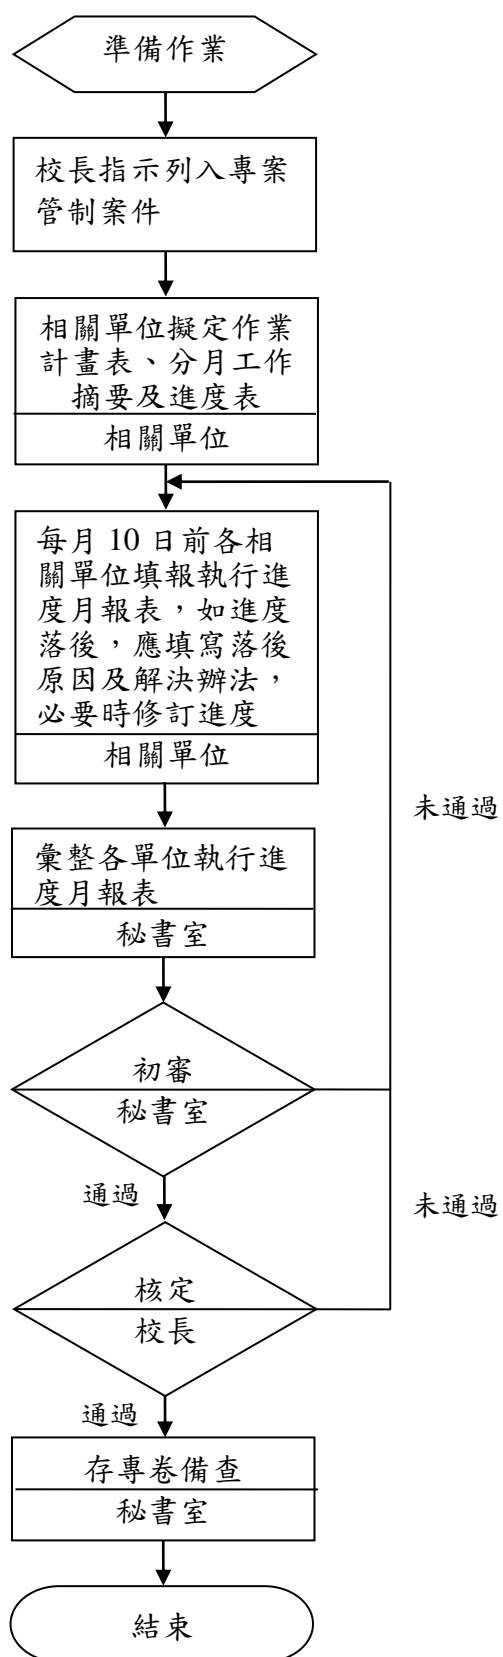 準備作業
校長指示列入專案
管制案件
相關單位擬定作業
計畫表、分月工作
摘要及進度表
相關單位
每月 10 日前各相
關單位填報執行進
度月報表，如進度
落後，應填寫落後
原因及解決辦法，
必要時修訂進度
相關單位
未通過
彙整各單位執行進
度月報表
秘書室
初審
秘書室
通過
未通過
核定
校長
通過
存專卷備查
秘書室
結束